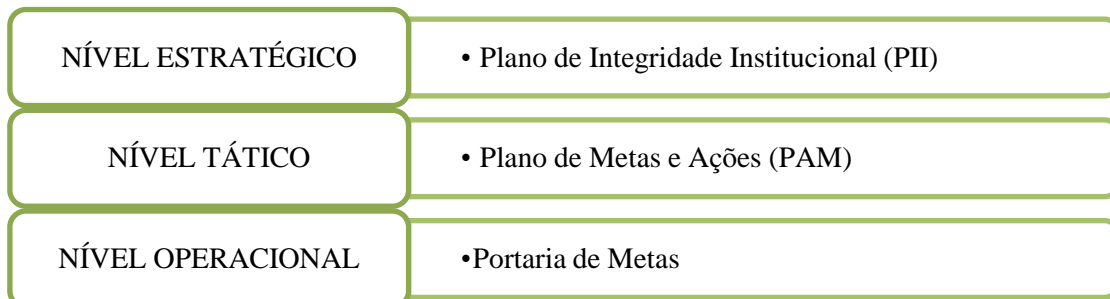 NÍVEL ESTRATÉGICO
• Plano de Integridade Institucional (PII)
NÍVEL TÁTICO
• Plano de Metas e Ações (PAM)
NÍVEL OPERACIONAL
•Portaria de Metas